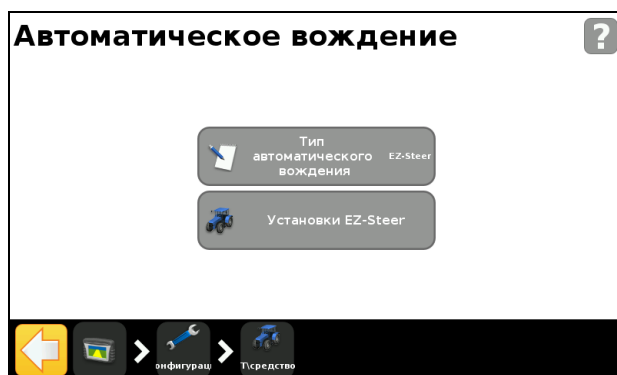 Автоматическое вождение
?
Тип
автоматического
вождения
EZ-Steer
Установки EZ-Steer
онфигурац
Т\средство